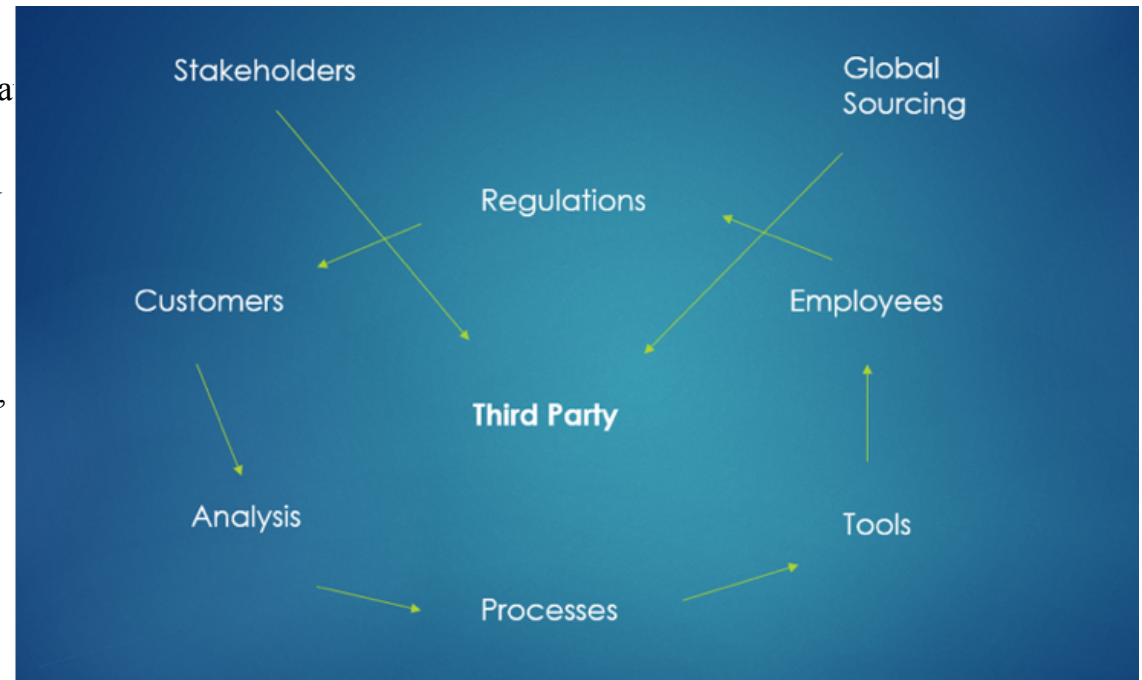 Stakeholders
Global
Sourcing
Regulations
Customers
Employees
Third Party
Analysis
Tools
Processes